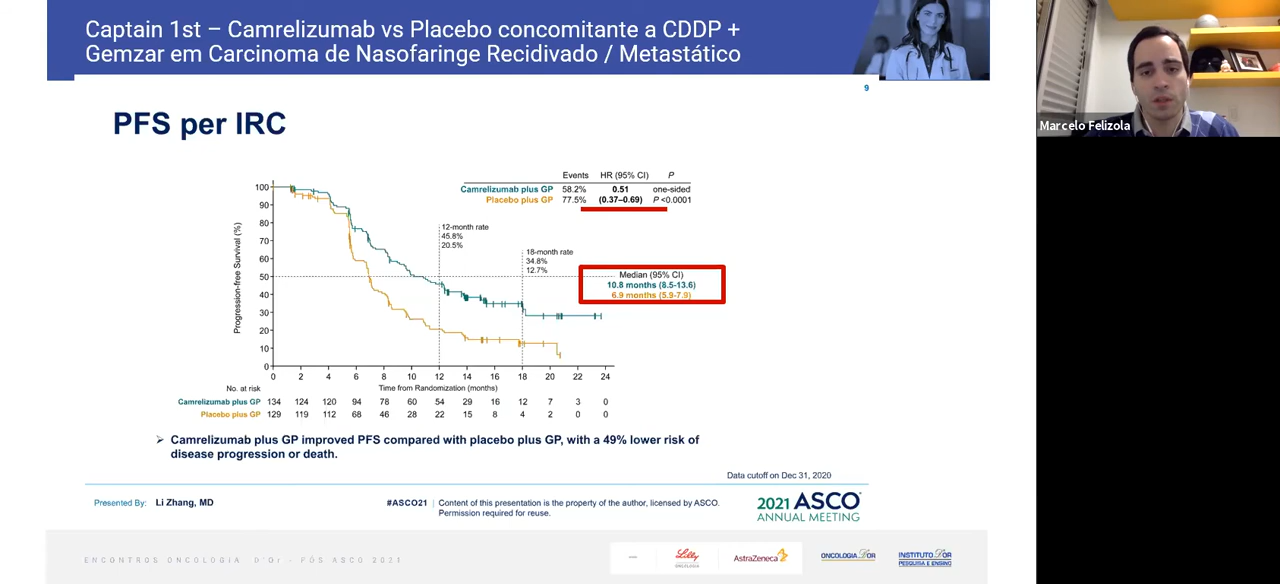 Captain 1st – Camrelizumab vs Placebo concomitante a CDDP +
Gemzar em Carcinoma de Nasofaringe Recidivado / Metastático
9
PFS per IRC
Events HR (95% CI) P
Camrelizumab plus GP 58.2% 0.51 one-sided
Placebo plus GP 77.5% (0.37–0.69) P <0.0001
Progression-free Survival (%)
100
90
80
70
60
50
40
30
20
10
0
12-month rate
45.8%
20.5%
18-month rate
34.8%
12.7%
Median (95% CI)
10.8 months (8.5-13.6)
6.9 months (5.9-7.9)
0 2 4 6 8 10 12 14 16 18 20 22 24
No. at risk
Time from Randomization (months)
Camrelizumab plus GP 134 124 120 94 78 60 54 29 16 12 7 3 0
Placebo plus GP 129 119 112 68 46 28 22 15 8 4 2 0 0
➢ Camrelizumab plus GP improved PFS compared with placebo plus GP, with a 49% lower risk of
disease progression or death.
Data cutoff on Dec 31, 2020
Presented By: Li Zhang, MD
#ASCO21 | Content of this presentation is the property of the author, licensed by ASCO.
Permission required for reuse.
2021 ASCO
ANNUAL MEETING
ENCONTROS ONCOLOGIA D'Or - PÓS ASCO 2021
Lilly
ONCOLOGIA
AstraZeneca
ONCOLOGIA D'OR
INSTITUTO D'OR
PESQUISA E ENSINO
Marcelo Felizola